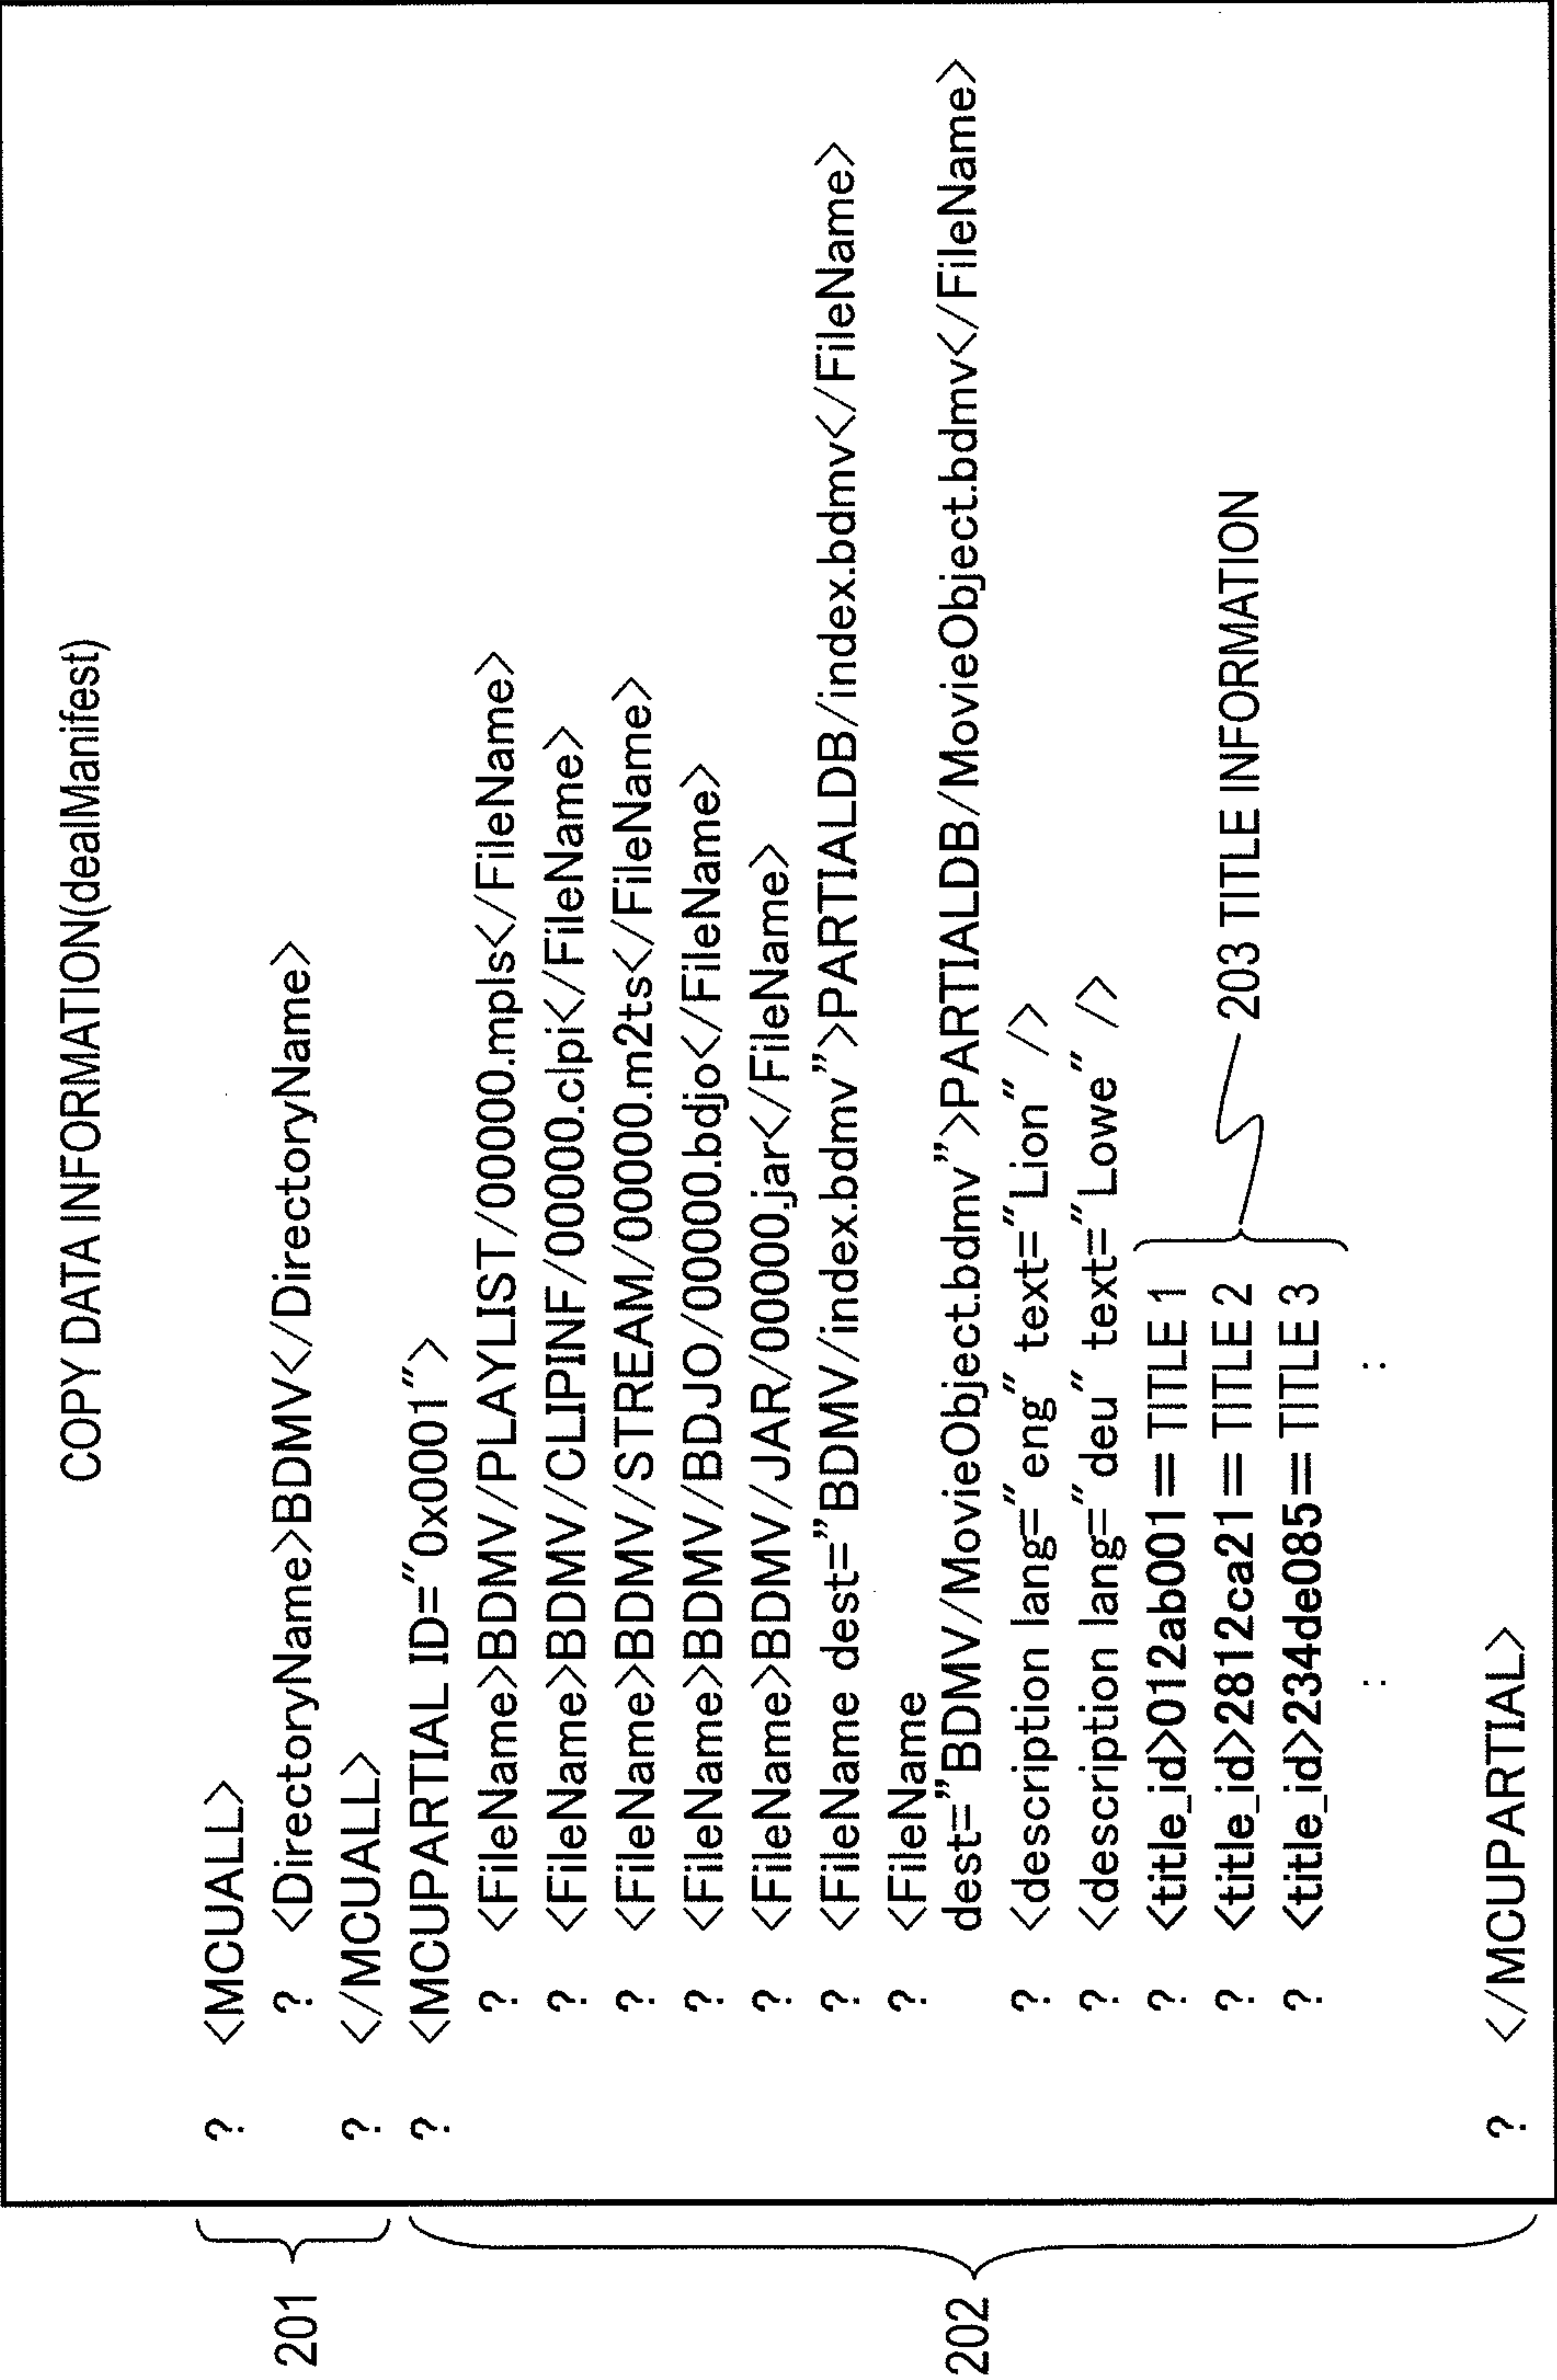 COPY DATA INFORMATION(dealManifest)
201
? <MCUALL>
? <DirectoryName>BDMV</DirectoryName>
? </MCUALL>
202
? <MCUPARTIAL ID="0x0001">
? <FileName>BDMV/PLAYLIST/00000.mpls</FileName>
? <FileName>BDMV/CLIPINF/00000.clpi</FileName>
? <FileName>BDMV/STREAM/00000.m2ts</FileName>
? <FileName>BDMV/BDJO/00000.bdjo</FileName>
? <FileName>BDMV/JAR/00000.jar</FileName>
? <FileName dest="BDMV/index.bdmv">PARTIALDB/index.bdmv</FileName>
? <FileName
dest="BDMV/MovieObject.bdmv">PARTIALDB/MovieObject.bdmv</FileName>
? <description lang="eng" text="Lion" />
? <description lang="deu" text="Lowe" />
? <title_id>012ab001 = TITLE 1
? <title_id>2812ca21 = TITLE 2
? <title_id>234de085 = TITLE 3
203 TITLE INFORMATION
: :
? </MCUPARTIAL>